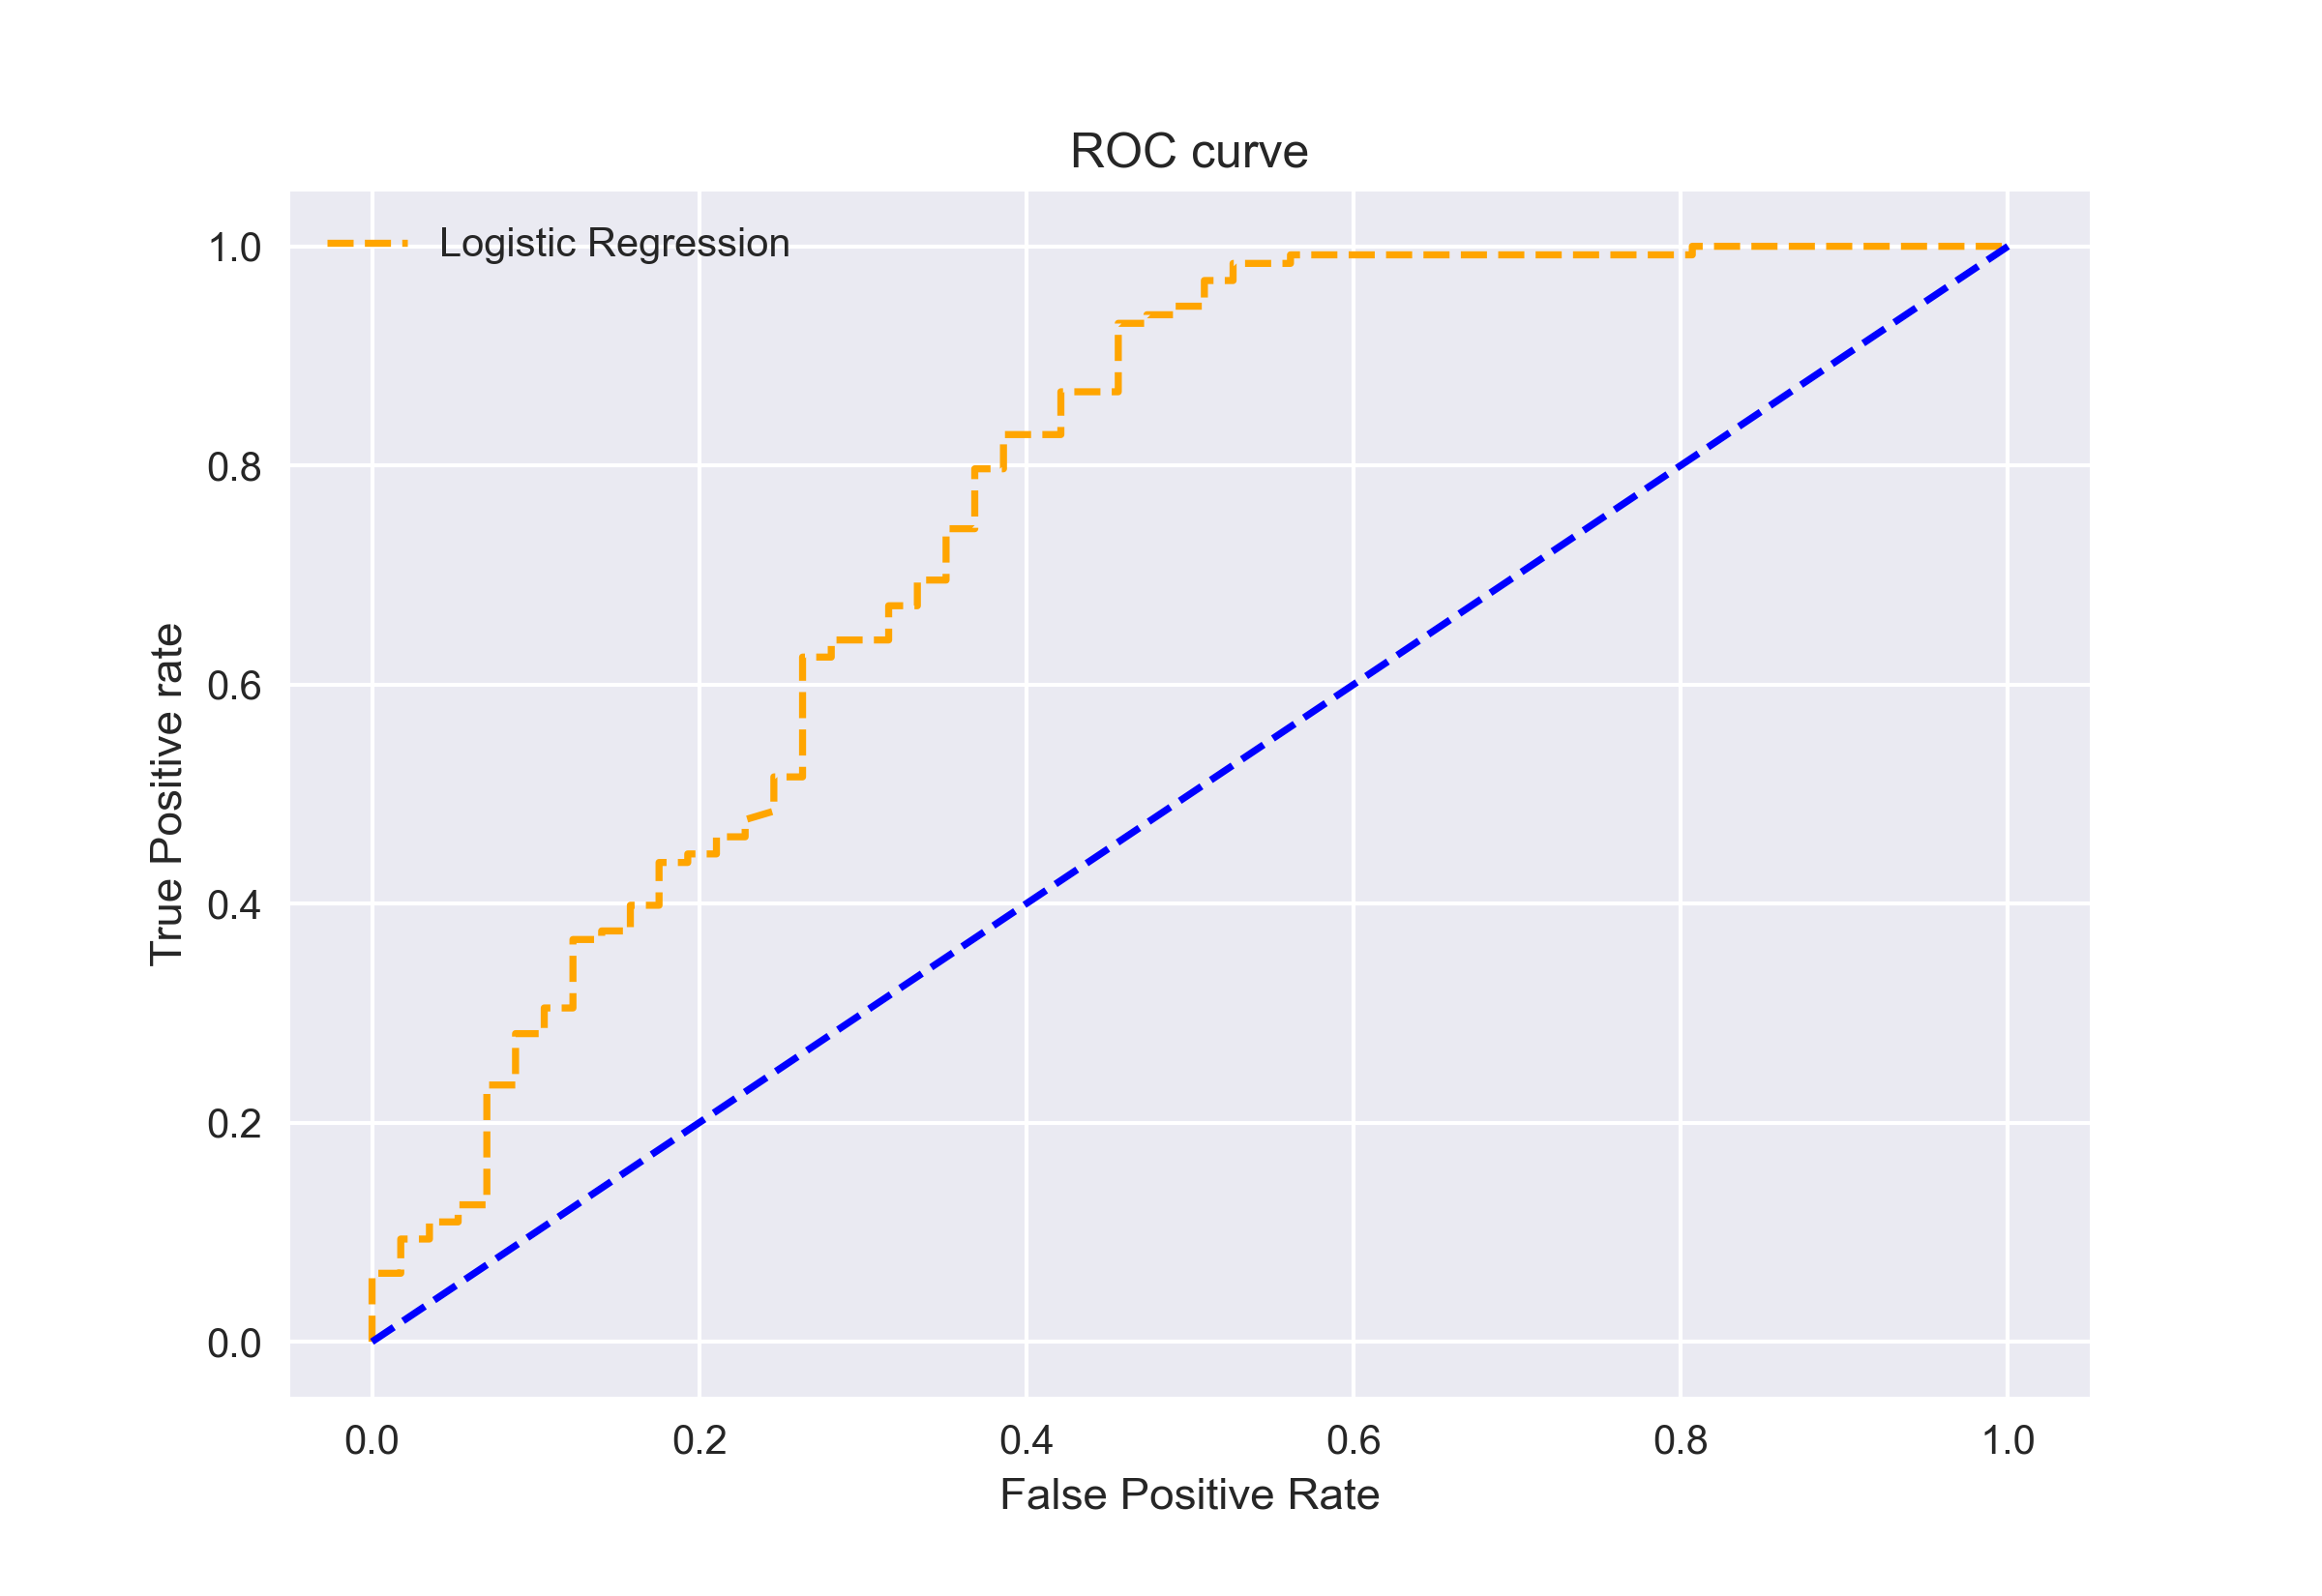 ROC curve
Logistic Regression
1.0
0.8
0.6
0.4
0.2
0.0
True Positive rate
0.0 0.2 0.4 0.6 0.8 1.0
False Positive Rate